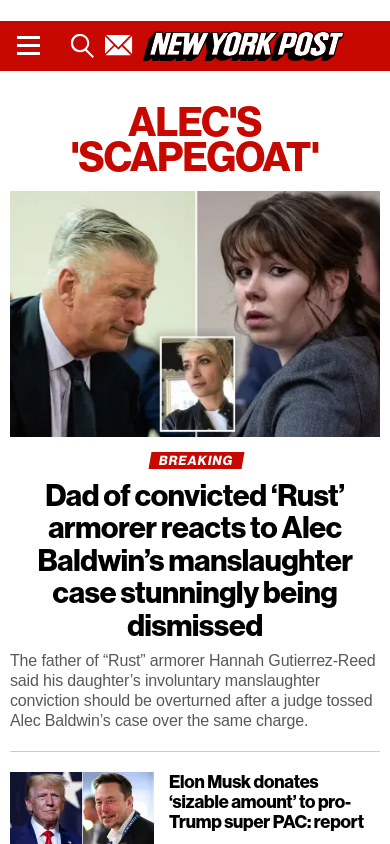 NEW YORK POST
ALEC'S
'SCAPEGOAT'
BREAKING
Dad of convicted ‘Rust’
armorer reacts to Alec
Baldwin’s manslaughter
case stunningly being
dismissed
The father of “Rust” armorer Hannah Gutierrez-Reed
said his daughter’s involuntary manslaughter
conviction should be overturned after a judge tossed
Alec Baldwin’s case over the same charge.
Elon Musk donates
‘sizable amount’ to pro-
Trump super PAC: report